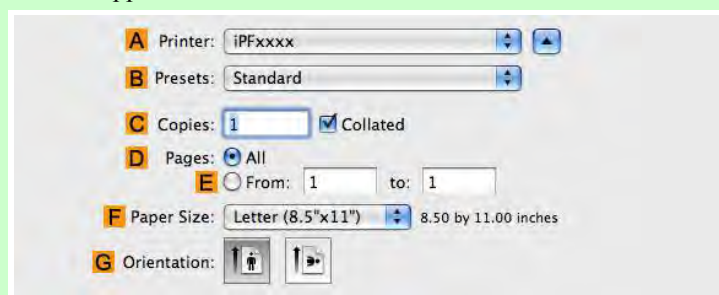 A Printer: iPFxxxx
B Presets: Standard
C Copies: 1 Collated
D Pages: All
E From: 1 to: 1
F Paper Size: Letter (8.5"x11") 8.50 by 11.00 inches
G Orientation: